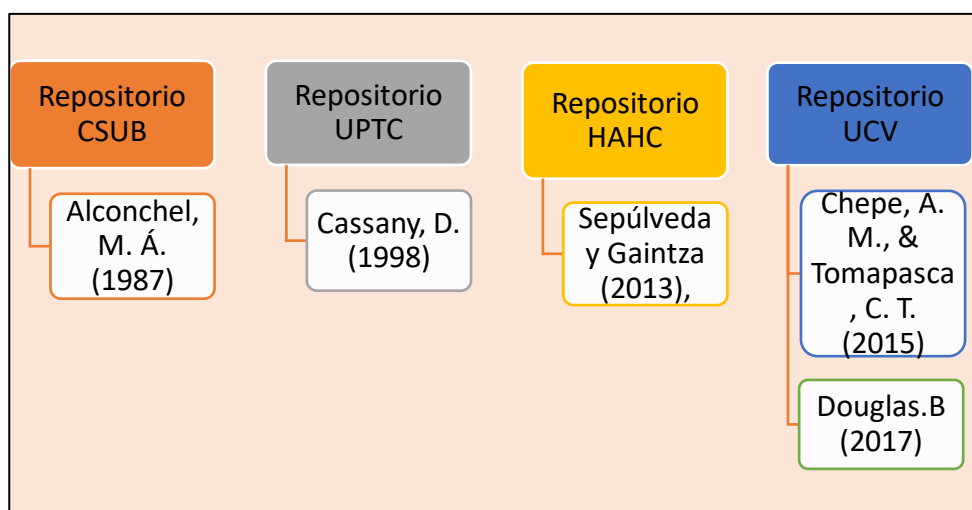 Repositorio
CSUB
Alconchel,
M. Á.
(1987)
Repositorio
UPTC
Cassany, D.
(1998)
Repositorio
HAHC
Sepúlveda
y Gaintza
(2013),
Repositorio
UCV
Chepe, A.
M., &
Tomapasca
, C. T.
(2015)
Douglas.B
(2017)